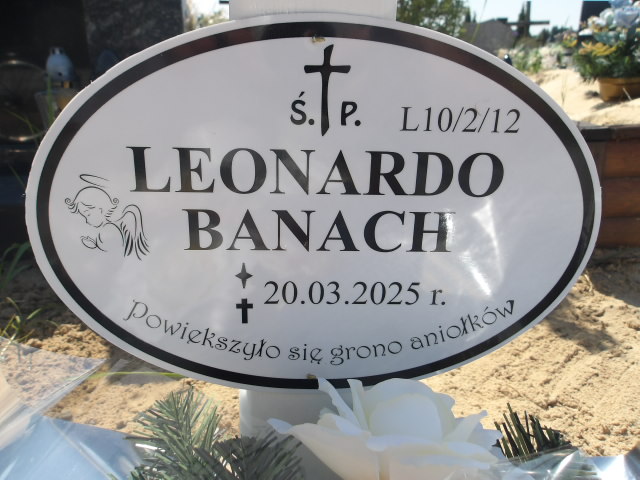 Ś. P.
L10/2/12
LEONARDO
BANACH
20.03.2025 r.
Powiększyło się grono aniołków